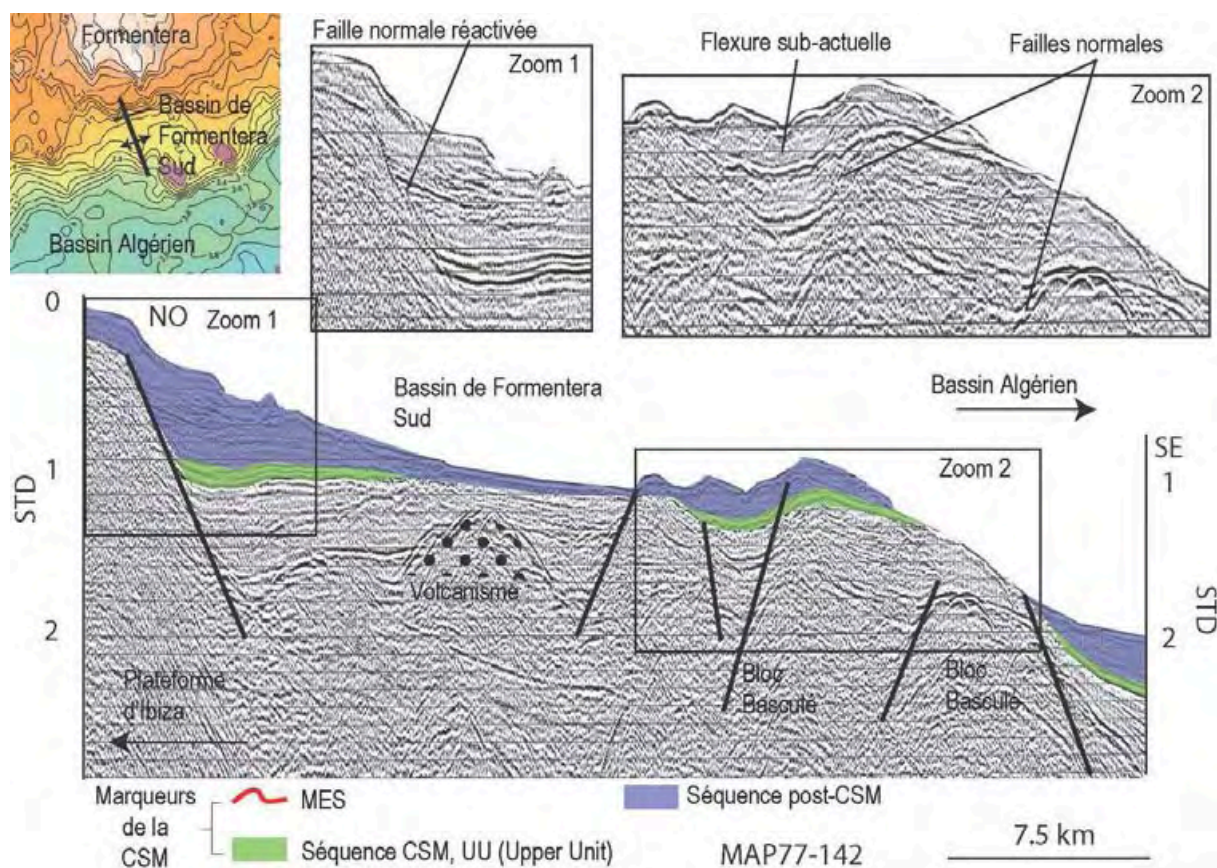 Formentera
Bassin de
Formentera
Sud
Bassin Algérien
Faille normale réactivée
Zoom 1
Flexure sub-actuelle
Failles normales
Zoom 2
0
NO
Zoom 1
Bassin de Formentera
Sud
Bassin Algérien
SE
1
STD
Zoom 2
1
STD
Volcanisme
2
2
Plateforme
d'Ibiza
Bloc
Basculé
Bloc
Basculé
Marqueurs
de la
CSM
MES
Séquence post-CSM
Séquence CSM, UU (Upper Unit)
MAP77-142
7.5 km